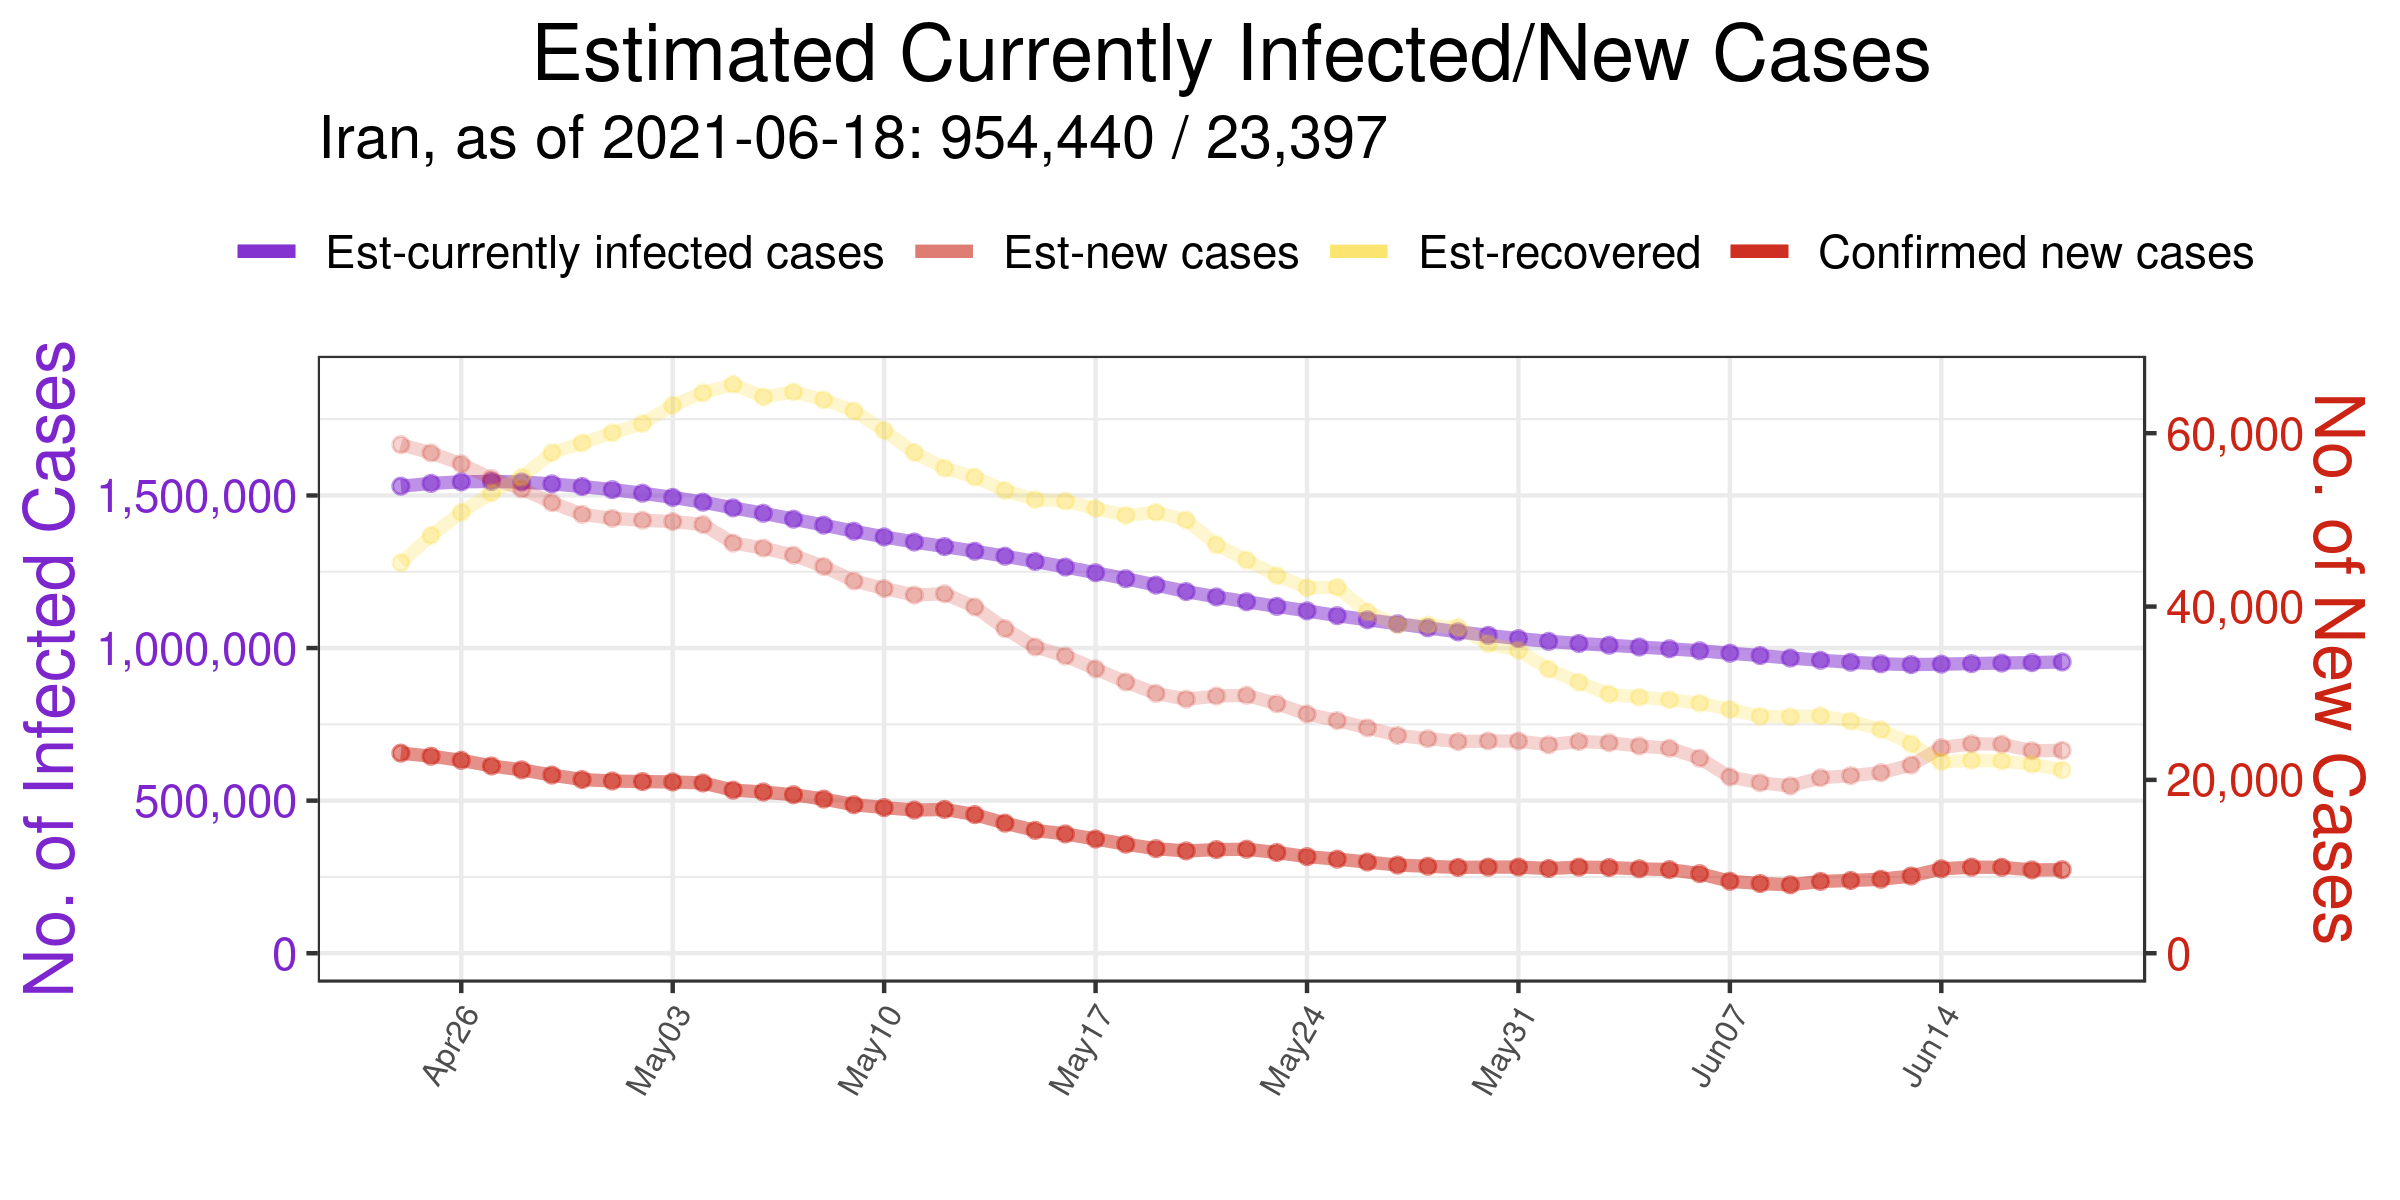 Estimated Currently Infected/New Cases
Iran, as of 2021-06-18: 954,440 / 23,397
Est-currently infected cases Est-new cases Est-recovered Confirmed new cases
No. of Infected Cases
1,500,000
1,000,000
500,000
0
60,000
40,000
20,000
0
No. of New Cases
Apr26 May03 May10 May17 May24 May31 Jun07 Jun14